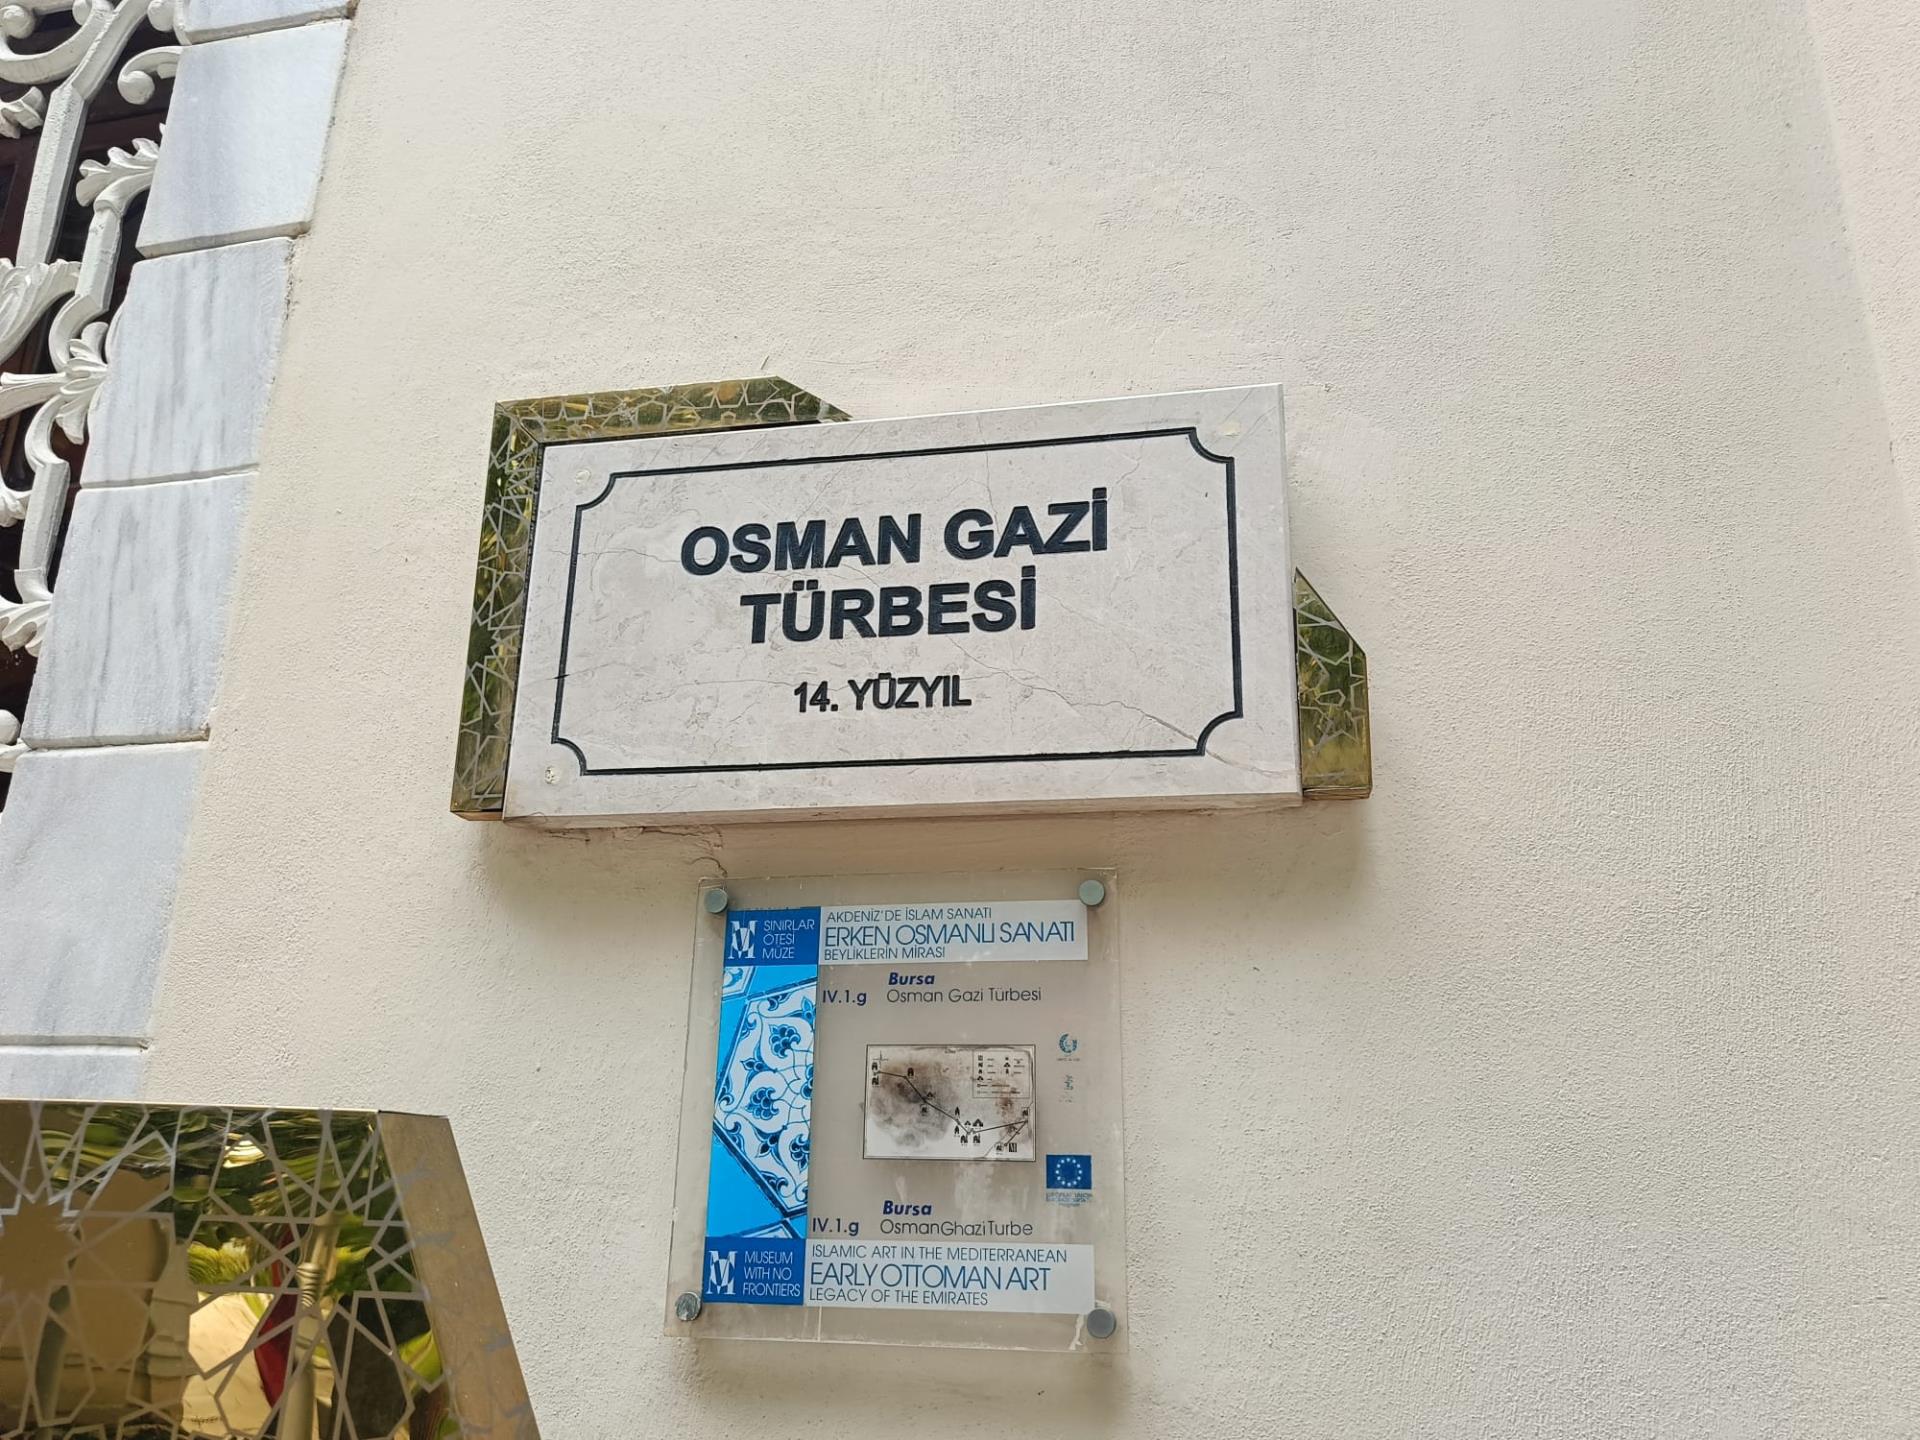 OSMAN GAZİ
TÜRBESİ
14. YÜZYIL
SINIRLAR
ÖTESİ
MÜZE
AKDENİZ'DE İSLAM SANATI
ERKEN OSMANLI SANATI
BEYLİKLERİN MİRASI
Bursa
IV.1.g Osman Gazi Türbesi
Bursa
IV.1.g Osman Ghazi Turbe
MUSEUM
WITH NO
FRONTIERS
ISLAMIC ART IN THE MEDITERRANEAN
EARLY OTTOMAN ART
LEGACY OF THE EMIRATES